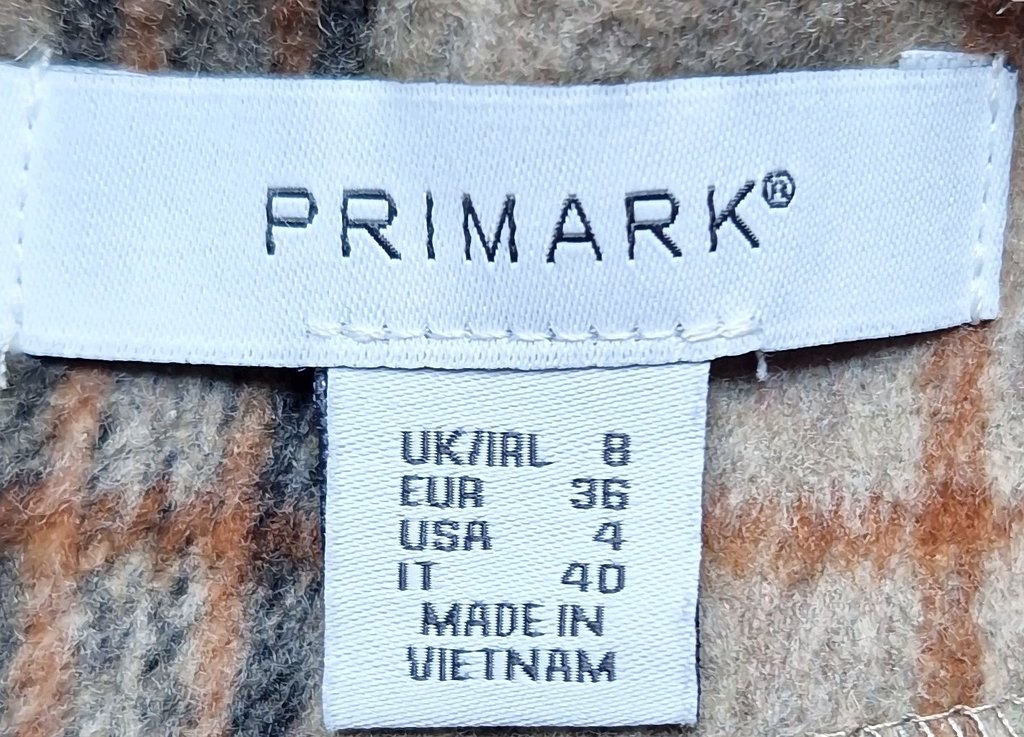 PRIMARK®
UK/IRL 8
EUR 36
USA 4
IT 40
MADE IN
VIETNAM